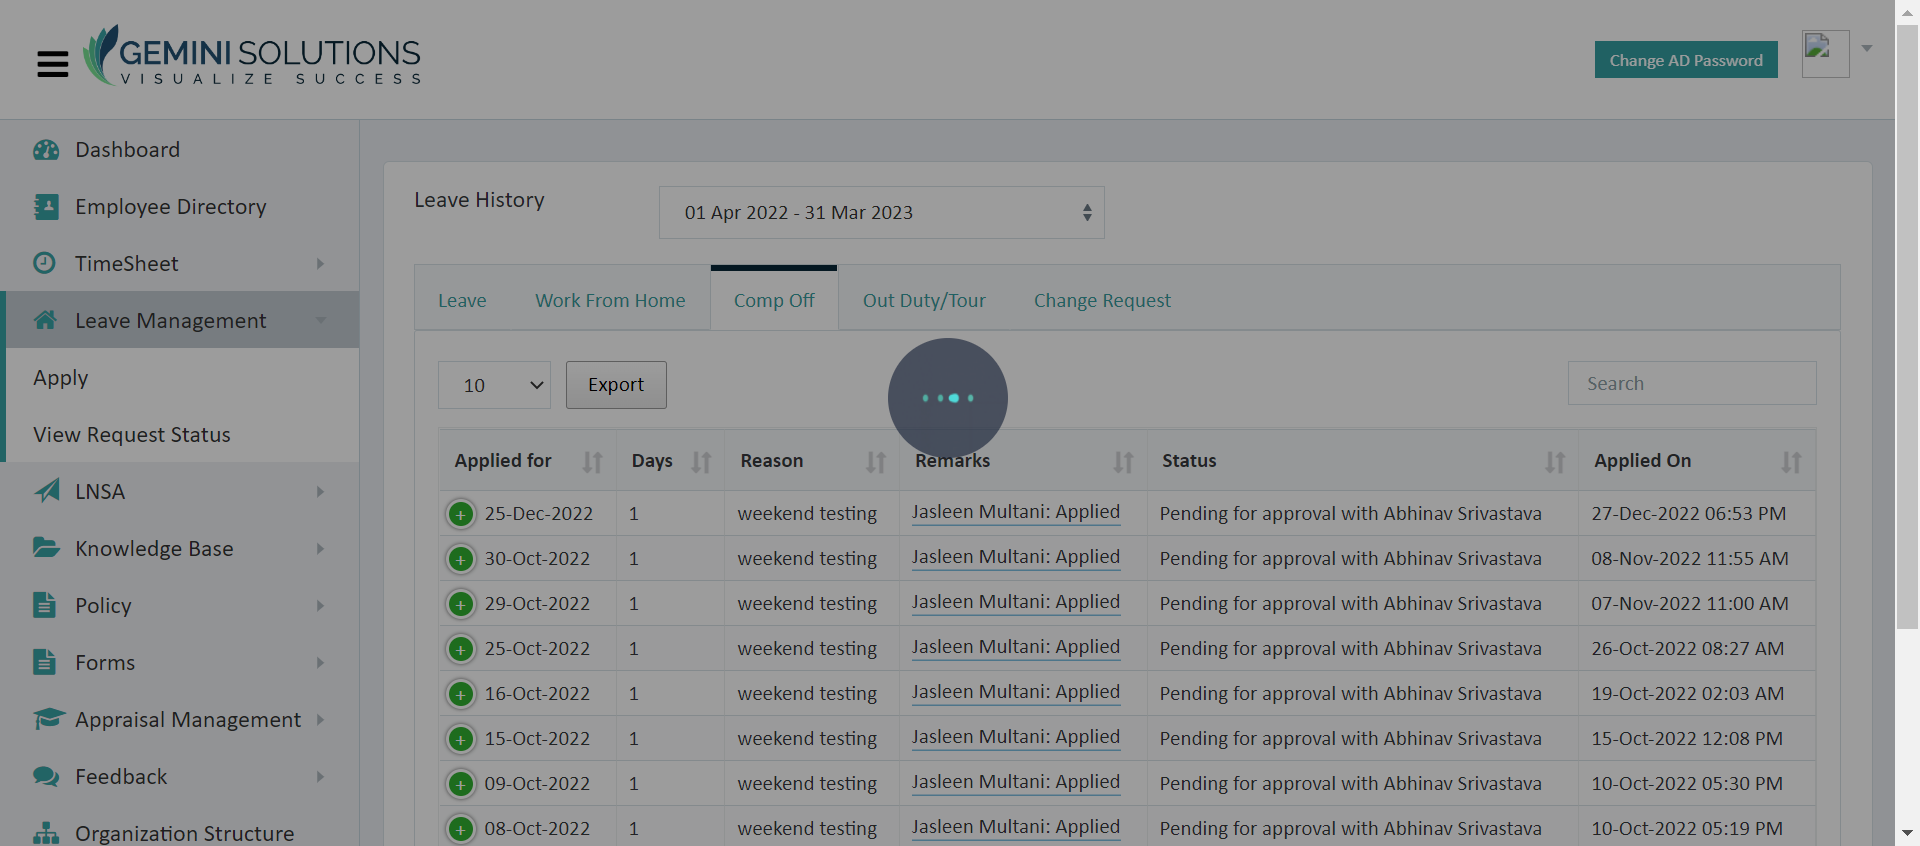 GEMINI SOLUTIONS
VISUALIZE SUCCESS
Change AD Password
Dashboard
Employee Directory
TimeSheet
Leave Management
Apply
View Request Status
LNSA
Knowledge Base
Policy
Forms
Appraisal Management
Feedback
Organization Structure
Leave History
01 Apr 2022 - 31 Mar 2023
Leave Work From Home Comp Off Out Duty/Tour Change Request
10 Export Search
Applied for Days Reason Remarks Status Applied On
25-Dec-2022 1 weekend testing Jasleen Multani: Applied Pending for approval with Abhinav Srivastava 27-Dec-2022 06:53 PM
30-Oct-2022 1 weekend testing Jasleen Multani: Applied Pending for approval with Abhinav Srivastava 08-Nov-2022 11:55 AM
29-Oct-2022 1 weekend testing Jasleen Multani: Applied Pending for approval with Abhinav Srivastava 07-Nov-2022 11:00 AM
25-Oct-2022 1 weekend testing Jasleen Multani: Applied Pending for approval with Abhinav Srivastava 26-Oct-2022 08:27 AM
16-Oct-2022 1 weekend testing Jasleen Multani: Applied Pending for approval with Abhinav Srivastava 19-Oct-2022 02:03 AM
15-Oct-2022 1 weekend testing Jasleen Multani: Applied Pending for approval with Abhinav Srivastava 15-Oct-2022 12:08 PM
09-Oct-2022 1 weekend testing Jasleen Multani: Applied Pending for approval with Abhinav Srivastava 10-Oct-2022 05:30 PM
08-Oct-2022 1 weekend testing Jasleen Multani: Applied Pending for approval with Abhinav Srivastava 10-Oct-2022 05:19 PM